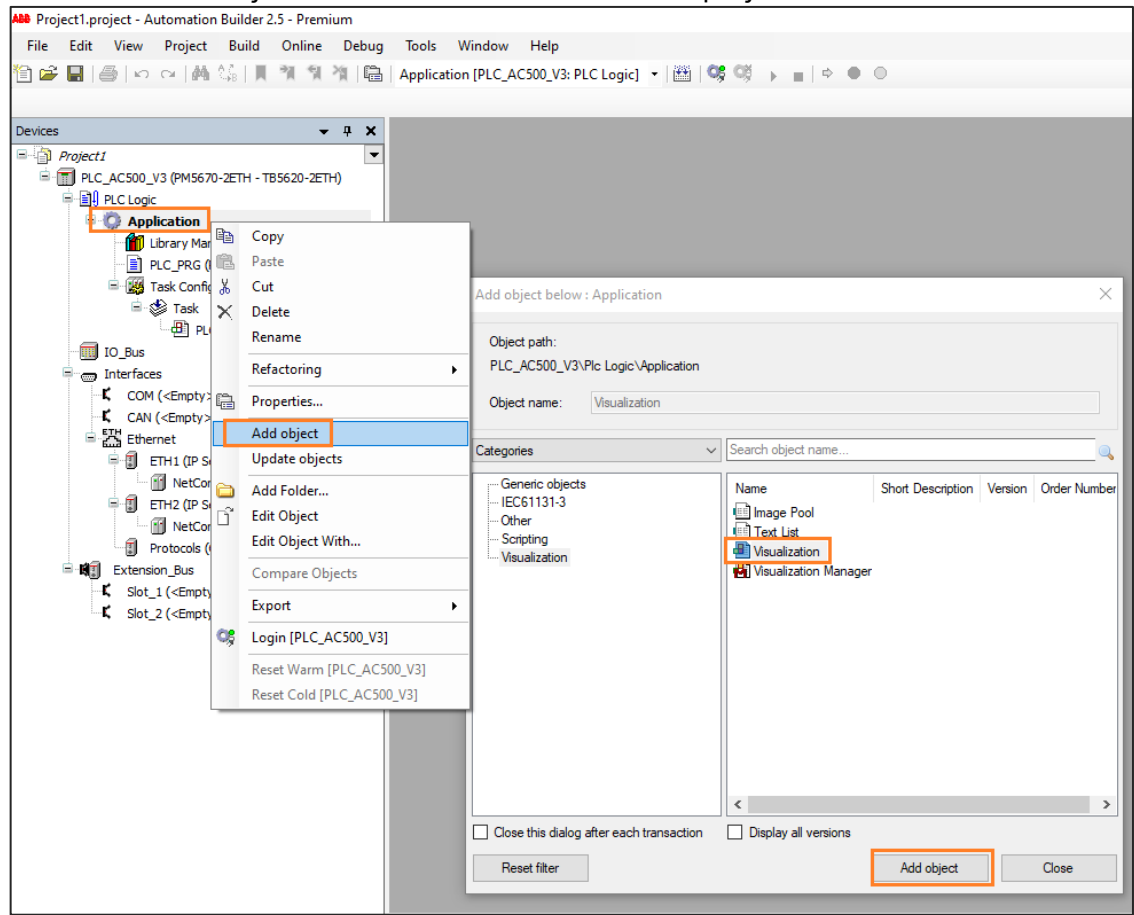 ABB Project1.project - Automation Builder 2.5 - Premium
File Edit View Project Build Online Debug Tools Window Help
Application [PLC_AC500_V3: PLC Logic]
Devices
Project1
PLC_AC500_V3 (PM5670-2ETH - TB5620-2ETH)
PLC Logic
Application
Library Mar
PLC_PRG (
Task Config
Task
PL
IO_Bus
Interfaces
COM (<Empty>
CAN (<Empty>
ETH Ethernet
ETH1 (IP S
NetCor
ETH2 (IP S
NetCor
Protocols (
Extension_Bus
Slot_1 (<Empty
Slot_2 (<Empty
Copy
Paste
Cut
Delete
Rename
Refactoring
Properties...
Add object
Update objects
Add Folder...
Edit Object
Edit Object With...
Compare Objects
Export
Login [PLC_AC500_V3]
Reset Warm [PLC_AC500_V3]
Reset Cold [PLC_AC500_V3]
Add object below : Application
Object path:
PLC_AC500_V3\Plc Logic\Application
Object name: Visualization
Categories
Search object name...
Generic objects
IEC61131-3
Other
Scripting
Visualization
Name Short Description Version Order Number
Image Pool
Text List
Visualization
Visualization Manager
Close this dialog after each transaction
Display all versions
Reset filter
Add object
Close